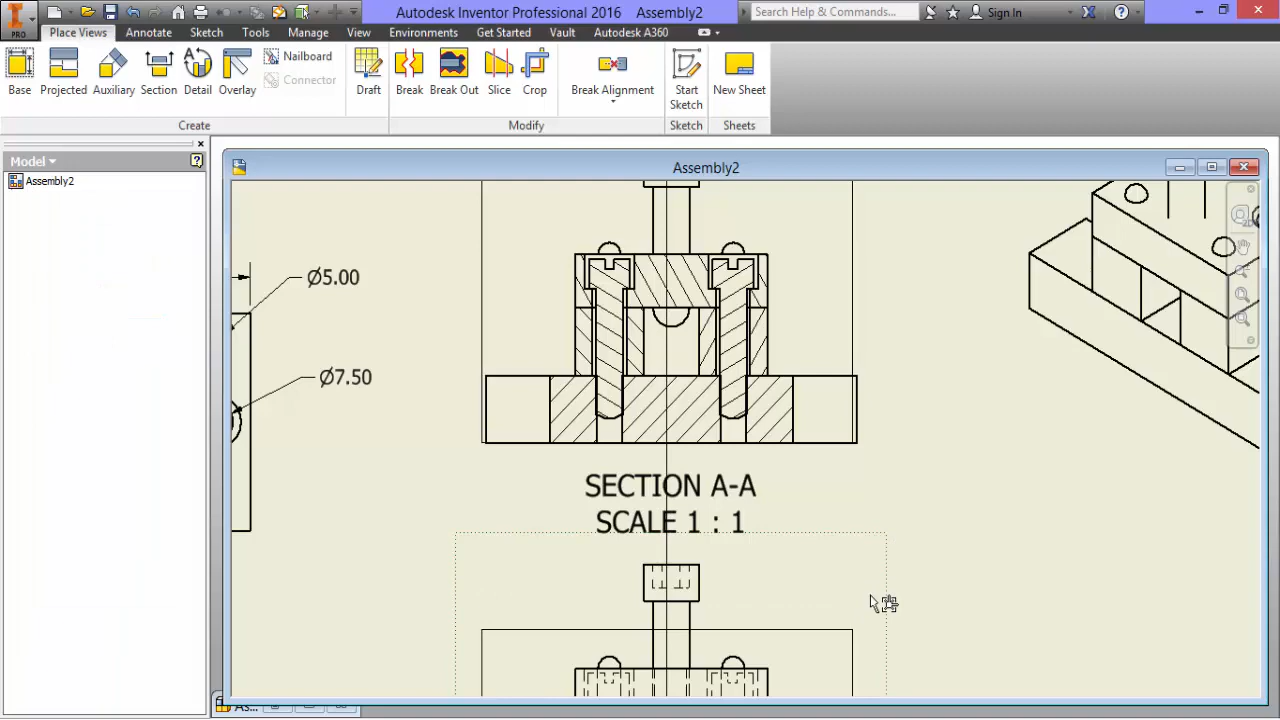 Autodesk Inventor Professional 2016 Assembly2
Search Help & Commands...
Sign In
PRO
Place Views Annotate Sketch Tools Manage View Environments Get Started Vault Autodesk A360
Base
Projected
Auxiliary
Section
Detail
Overlay
Nailboard
Connector
Draft
Break
Break Out
Slice
Crop
Break Alignment
Start
Sketch
New Sheet
Create
Modify
Sketch
Sheets
Model
Assembly2
Assembly2
Ø5.00
Ø7.50
SECTION A-A
SCALE 1 : 1
As...